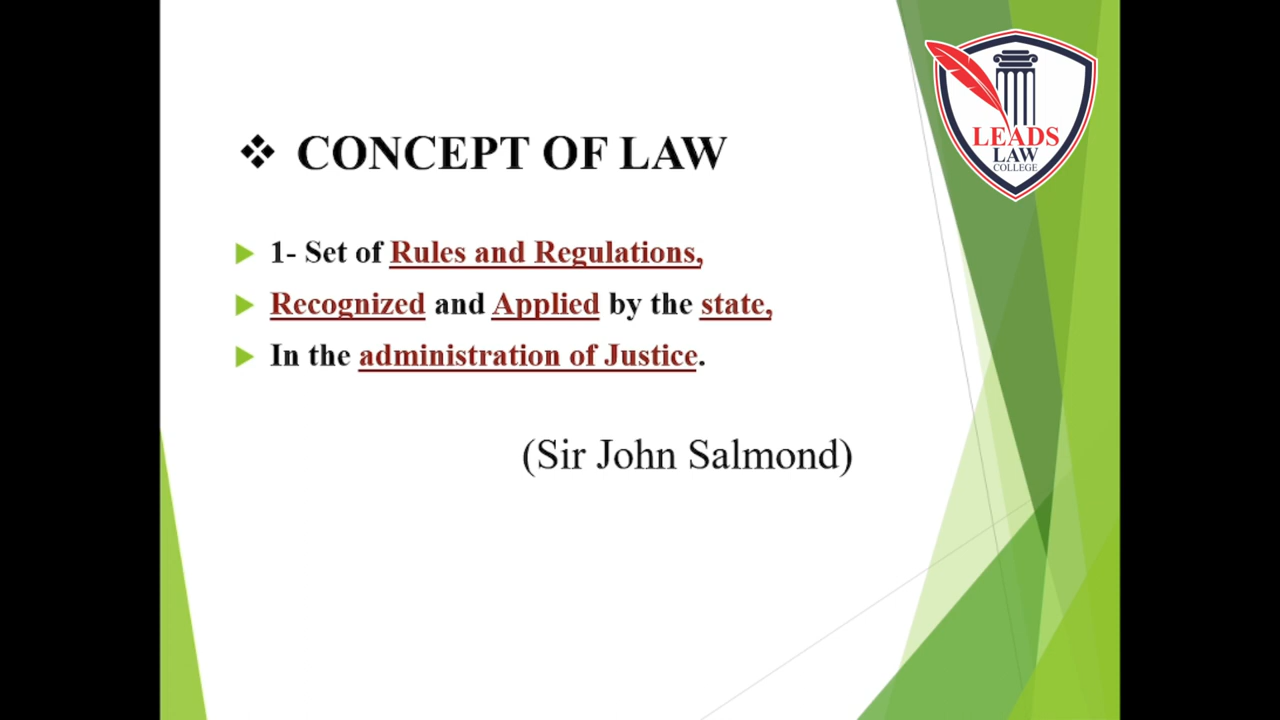 LEADS
LAW
COLLEGE
❖ CONCEPT OF LAW
1- Set of Rules and Regulations,
Recognized and Applied by the state,
In the administration of Justice.
(Sir John Salmond)